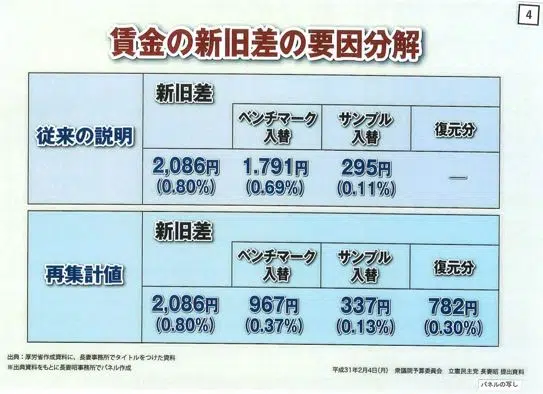 4
賃金の新旧差の要因分解
従来の説明
新旧差
ベンチマーク
入替
サンプル
入替
復元分
2,086円
(0.80%)
1.791円
(0.69%)
295円
(0.11%)
—
再集計値
新旧差
ベンチマーク
入替
サンプル
入替
復元分
2,086円
(0.80%)
967円
(0.37%)
337円
(0.13%)
782円
(0.30%)
出典:厚労省作成資料に、長妻事務所でタイトルをつけた資料
※出典資料をもとに長妻昭事務所でパネル作成
平成31年2月4日(月) 衆議院予算委員会 立憲民主党 長妻昭 提出資料
パネルの写し